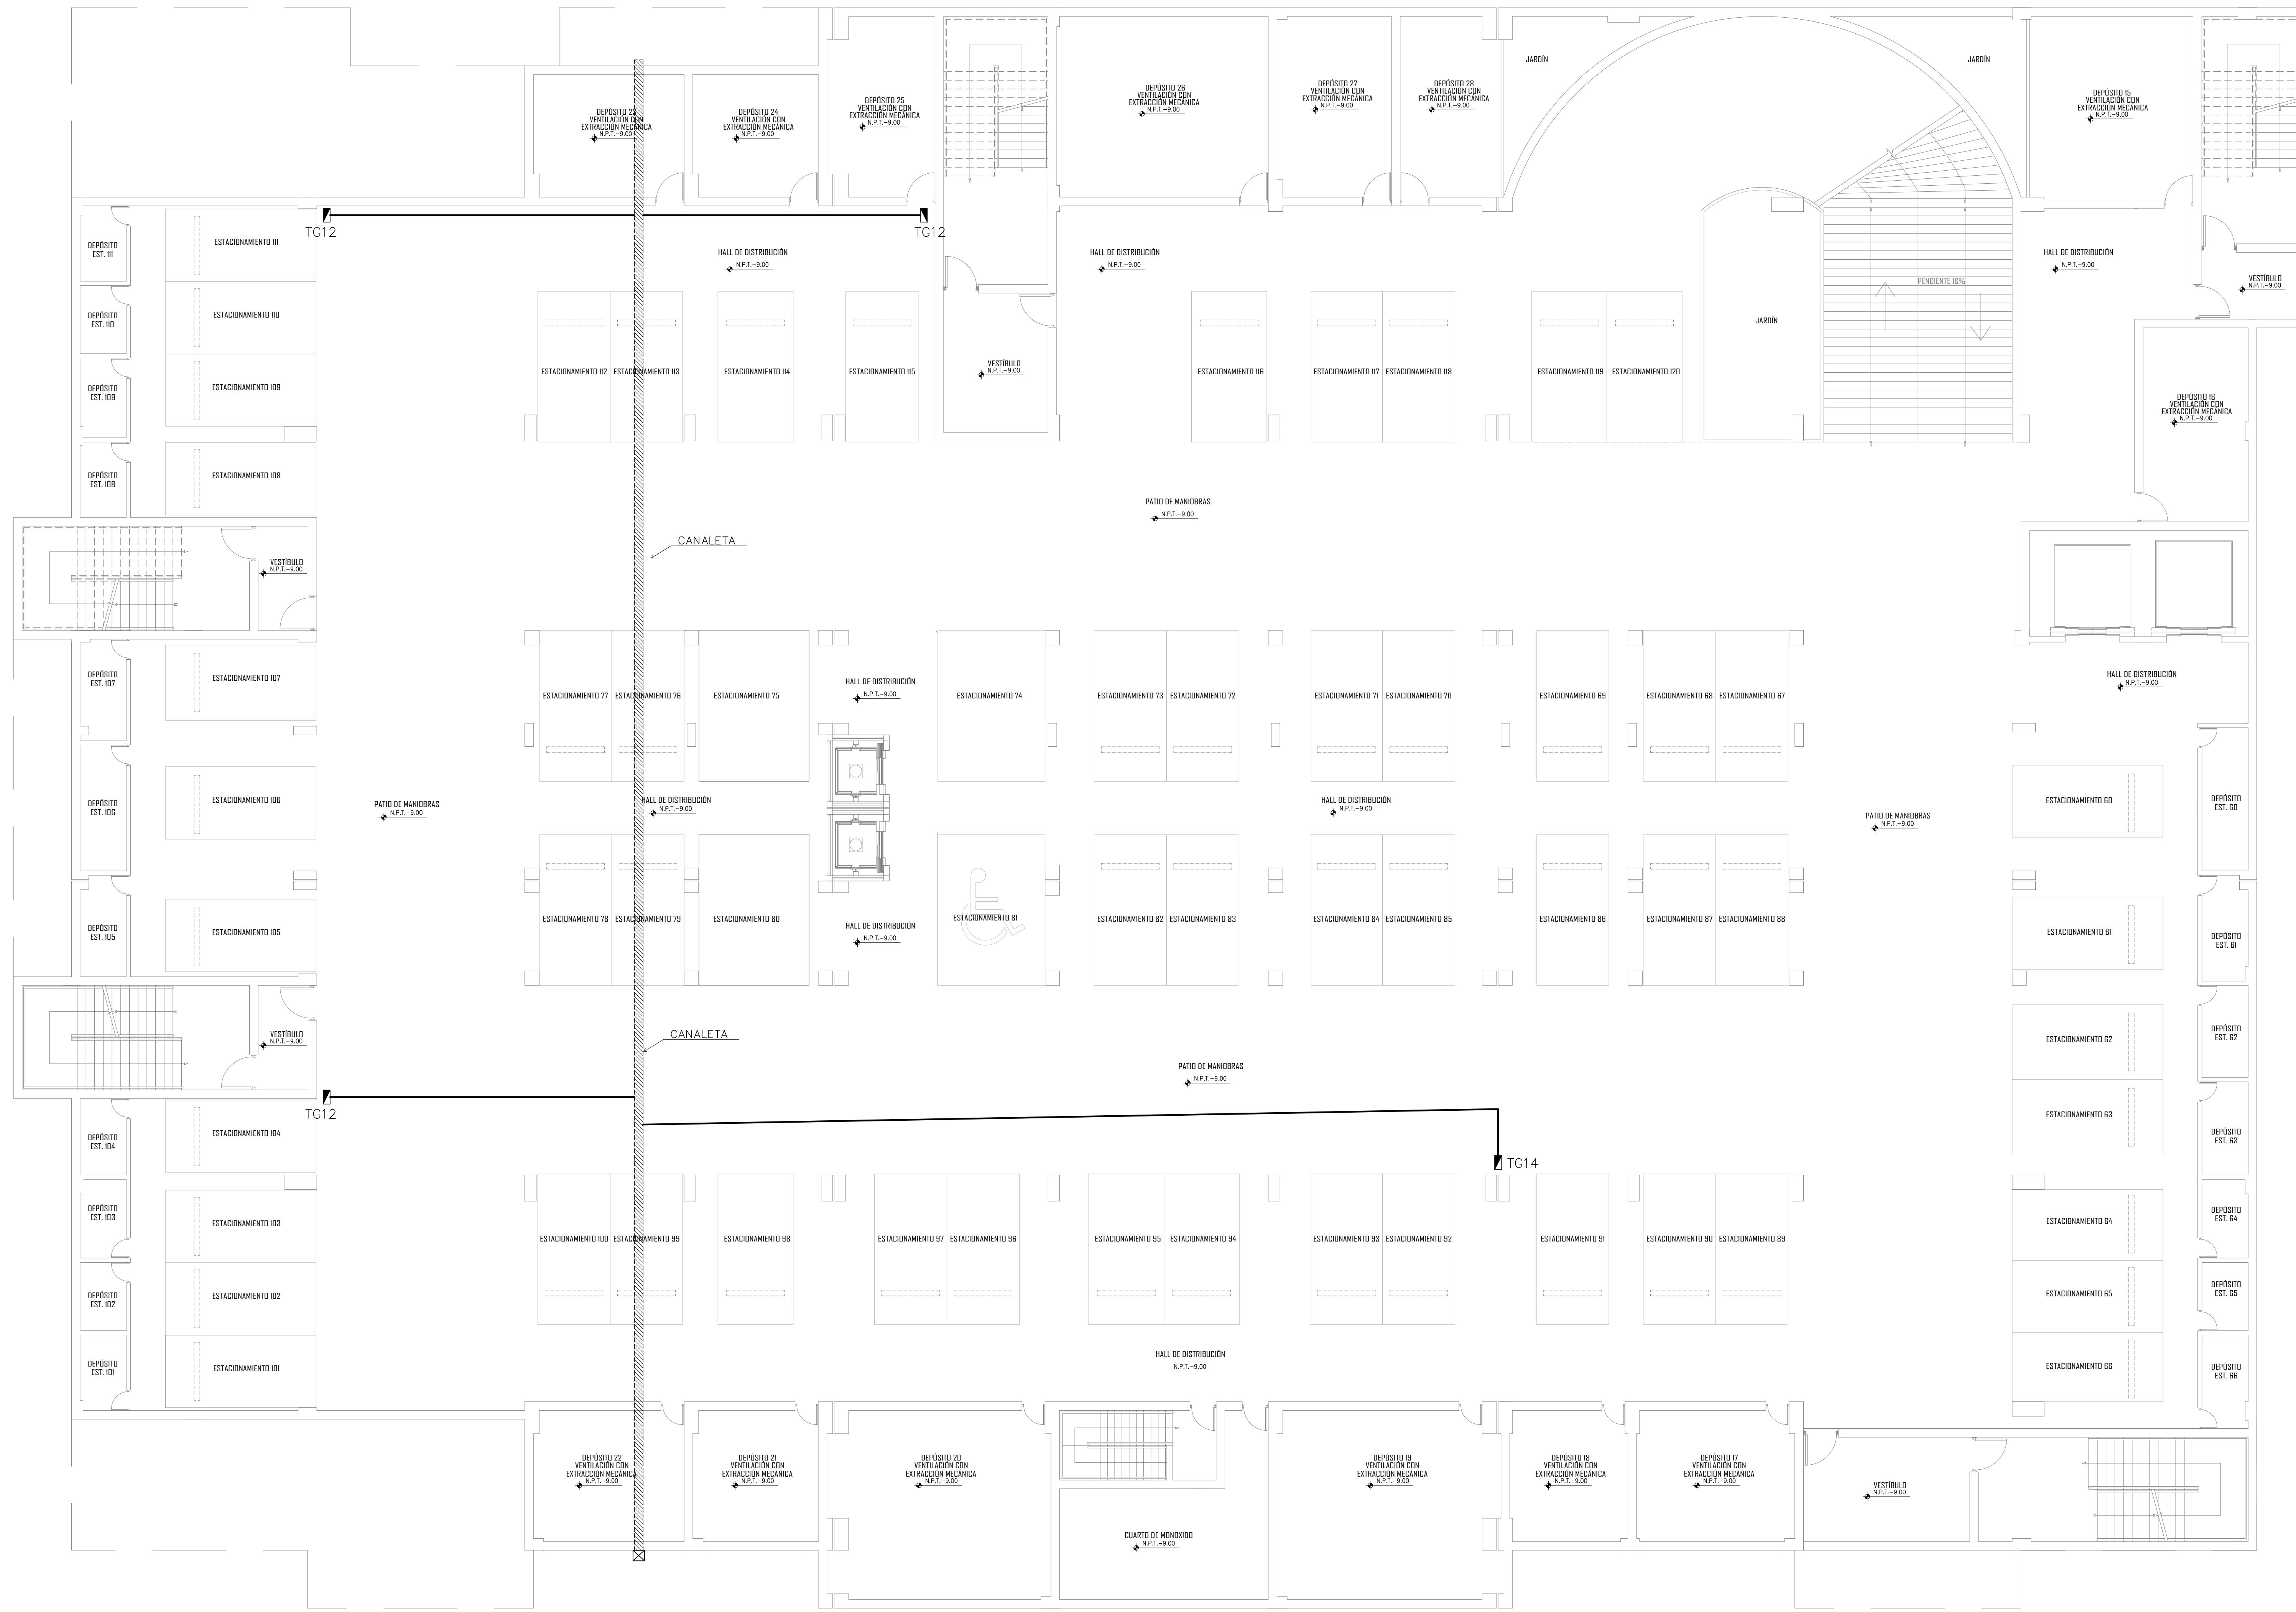 JARDÍN
JARDÍN
DEPÓSITO 23
VENTILACIÓN CON
EXTRACCIÓN MECÁNICA
N.P.T.-9.00
DEPÓSITO 24
VENTILACIÓN CON
EXTRACCIÓN MECÁNICA
N.P.T.-9.00
DEPÓSITO 25
VENTILACIÓN CON
EXTRACCIÓN MECÁNICA
N.P.T.-9.00
DEPÓSITO 26
VENTILACIÓN CON
EXTRACCIÓN MECÁNICA
N.P.T.-9.00
DEPÓSITO 27
VENTILACIÓN CON
EXTRACCIÓN MECÁNICA
N.P.T.-9.00
DEPÓSITO 28
VENTILACIÓN CON
EXTRACCIÓN MECÁNICA
N.P.T.-9.00
DEPÓSITO 15
VENTILACIÓN CON
EXTRACCIÓN MECÁNICA
N.P.T.-9.00
TG12
TG12
DEPÓSITO
EST. 111
ESTACIONAMIENTO 111
HALL DE DISTRIBUCIÓN
N.P.T.-9.00
HALL DE DISTRIBUCIÓN
N.P.T.-9.00
HALL DE DISTRIBUCIÓN
N.P.T.-9.00
VESTÍBULO
N.P.T.-9.00
PENDIENTE 16%
DEPÓSITO
EST. 110
ESTACIONAMIENTO 110
JARDÍN
DEPÓSITO
EST. 109
ESTACIONAMIENTO 109
ESTACIONAMIENTO 112
ESTACIONAMIENTO 113
ESTACIONAMIENTO 114
ESTACIONAMIENTO 115
VESTÍBULO
N.P.T.-9.00
ESTACIONAMIENTO 116
ESTACIONAMIENTO 117
ESTACIONAMIENTO 118
ESTACIONAMIENTO 119
ESTACIONAMIENTO 120
DEPÓSITO 16
VENTILACIÓN CON
EXTRACCIÓN MECÁNICA
N.P.T.-9.00
DEPÓSITO
EST. 108
ESTACIONAMIENTO 108
PATIO DE MANIOBRAS
N.P.T.-9.00
CANALETA
VESTÍBULO
N.P.T.-9.00
DEPÓSITO
EST. 107
ESTACIONAMIENTO 107
HALL DE DISTRIBUCIÓN
N.P.T.-9.00
HALL DE DISTRIBUCIÓN
N.P.T.-9.00
ESTACIONAMIENTO 77
ESTACIONAMIENTO 76
ESTACIONAMIENTO 75
ESTACIONAMIENTO 74
ESTACIONAMIENTO 73
ESTACIONAMIENTO 72
ESTACIONAMIENTO 71
ESTACIONAMIENTO 70
ESTACIONAMIENTO 69
ESTACIONAMIENTO 68
ESTACIONAMIENTO 67
DEPÓSITO
EST. 106
ESTACIONAMIENTO 106
PATIO DE MANIOBRAS
N.P.T.-9.00
HALL DE DISTRIBUCIÓN
N.P.T.-9.00
HALL DE DISTRIBUCIÓN
N.P.T.-9.00
PATIO DE MANIOBRAS
N.P.T.-9.00
ESTACIONAMIENTO 60
DEPÓSITO
EST. 60
DEPÓSITO
EST. 105
ESTACIONAMIENTO 105
ESTACIONAMIENTO 78
ESTACIONAMIENTO 79
ESTACIONAMIENTO 80
HALL DE DISTRIBUCIÓN
N.P.T.-9.00
ESTACIONAMIENTO 81
ESTACIONAMIENTO 82
ESTACIONAMIENTO 83
ESTACIONAMIENTO 84
ESTACIONAMIENTO 85
ESTACIONAMIENTO 86
ESTACIONAMIENTO 87
ESTACIONAMIENTO 88
ESTACIONAMIENTO 61
DEPÓSITO
EST. 61
VESTÍBULO
N.P.T.-9.00
CANALETA
ESTACIONAMIENTO 62
DEPÓSITO
EST. 62
PATIO DE MANIOBRAS
N.P.T.-9.00
TG12
DEPÓSITO
EST. 104
ESTACIONAMIENTO 104
ESTACIONAMIENTO 63
DEPÓSITO
EST. 63
TG14
DEPÓSITO
EST. 103
ESTACIONAMIENTO 103
ESTACIONAMIENTO 64
DEPÓSITO
EST. 64
ESTACIONAMIENTO 100
ESTACIONAMIENTO 99
ESTACIONAMIENTO 98
ESTACIONAMIENTO 97
ESTACIONAMIENTO 96
ESTACIONAMIENTO 95
ESTACIONAMIENTO 94
ESTACIONAMIENTO 93
ESTACIONAMIENTO 92
ESTACIONAMIENTO 91
ESTACIONAMIENTO 90
ESTACIONAMIENTO 89
DEPÓSITO
EST. 102
ESTACIONAMIENTO 102
ESTACIONAMIENTO 65
DEPÓSITO
EST. 65
DEPÓSITO
EST. 101
ESTACIONAMIENTO 101
HALL DE DISTRIBUCIÓN
N.P.T.-9.00
ESTACIONAMIENTO 66
DEPÓSITO
EST. 66
DEPÓSITO 22
VENTILACIÓN CON
EXTRACCIÓN MECÁNICA
N.P.T.-9.00
DEPÓSITO 21
VENTILACIÓN CON
EXTRACCIÓN MECÁNICA
N.P.T.-9.00
DEPÓSITO 20
VENTILACIÓN CON
EXTRACCIÓN MECÁNICA
N.P.T.-9.00
DEPÓSITO 19
VENTILACIÓN CON
EXTRACCIÓN MECÁNICA
N.P.T.-9.00
DEPÓSITO 18
VENTILACIÓN CON
EXTRACCIÓN MECÁNICA
N.P.T.-9.00
DEPÓSITO 17
VENTILACIÓN CON
EXTRACCIÓN MECÁNICA
N.P.T.-9.00
VESTÍBULO
N.P.T.-9.00
CUARTO DE MONOXIDO
N.P.T.-9.00